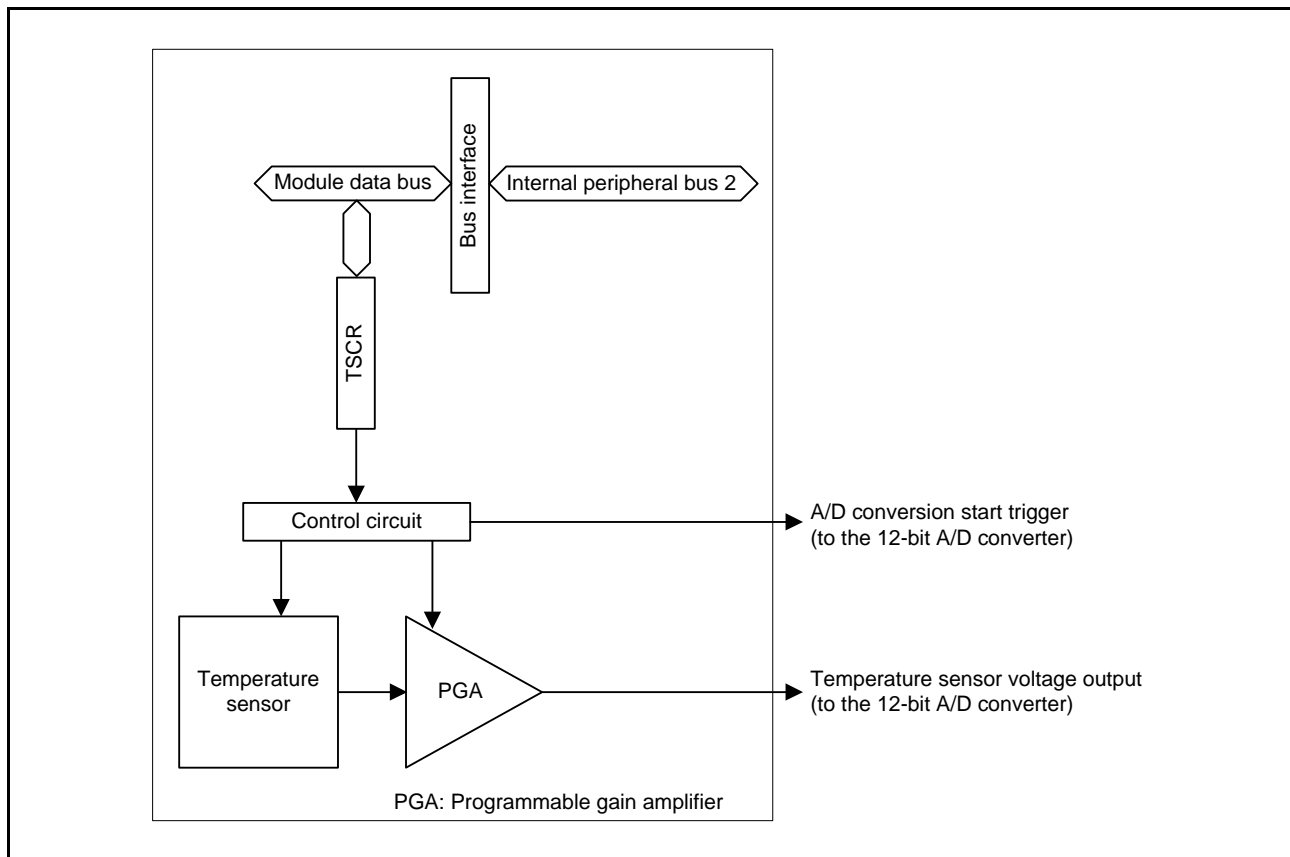 Bus interface
Module data bus
Internal peripheral bus 2
TSCR
Control circuit
A/D conversion start trigger
(to the 12-bit A/D converter)
Temperature
sensor
PGA
Temperature sensor voltage output
(to the 12-bit A/D converter)
PGA: Programmable gain amplifier